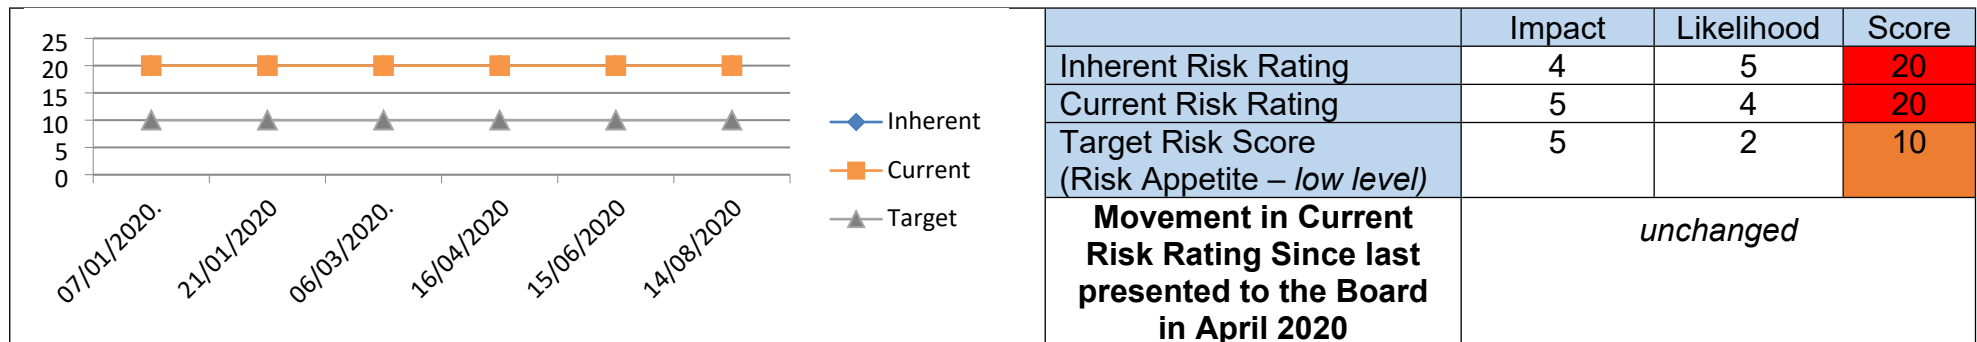 25
20
15
10
5
0
07/01/2020.
21/01/2020
06/03/2020.
16/04/2020
15/06/2020
14/08/2020
Inherent
Current
Target
Impact Likelihood Score
Inherent Risk Rating 4 5 20
Current Risk Rating 5 4 20
Target Risk Score 5 2 10
(Risk Appetite – low level)
Movement in Current
Risk Rating Since last
presented to the Board
in April 2020
unchanged